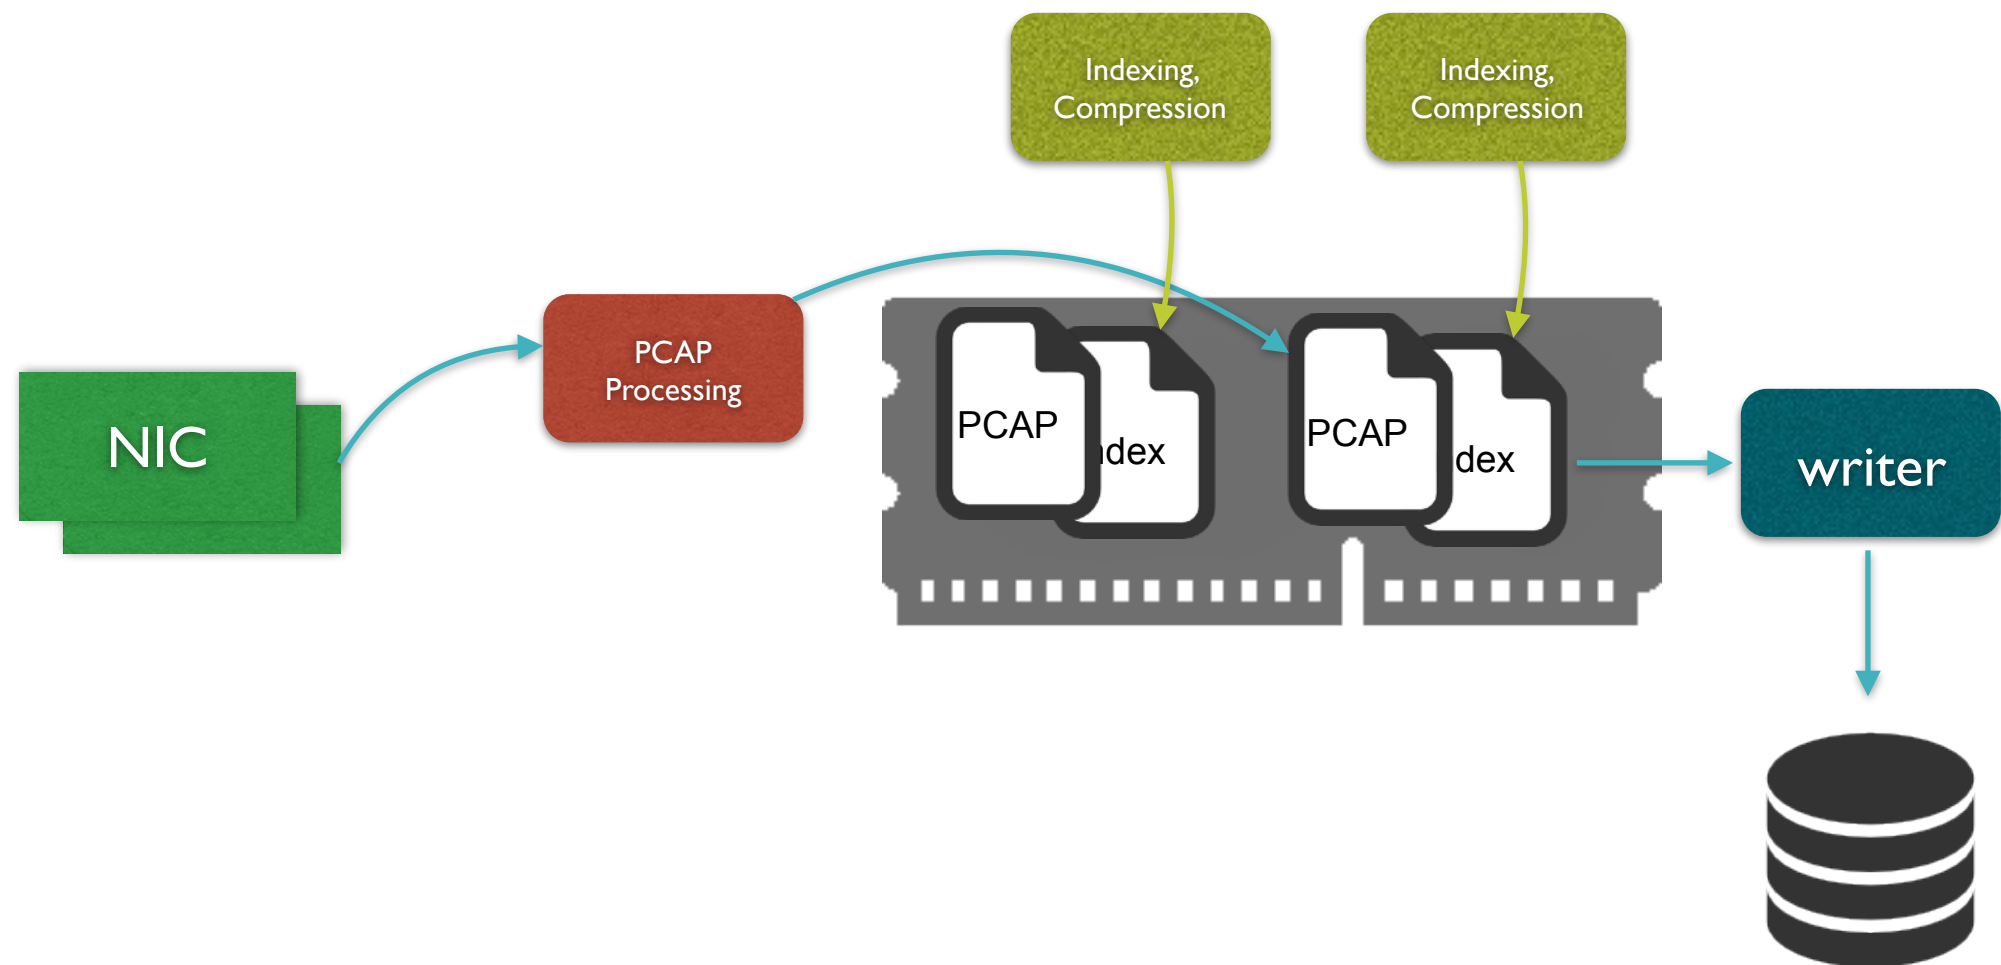 Indexing,
Compression
Indexing,
Compression
PCAP
Processing
NIC
PCAP
dex
PCAP
dex
writer